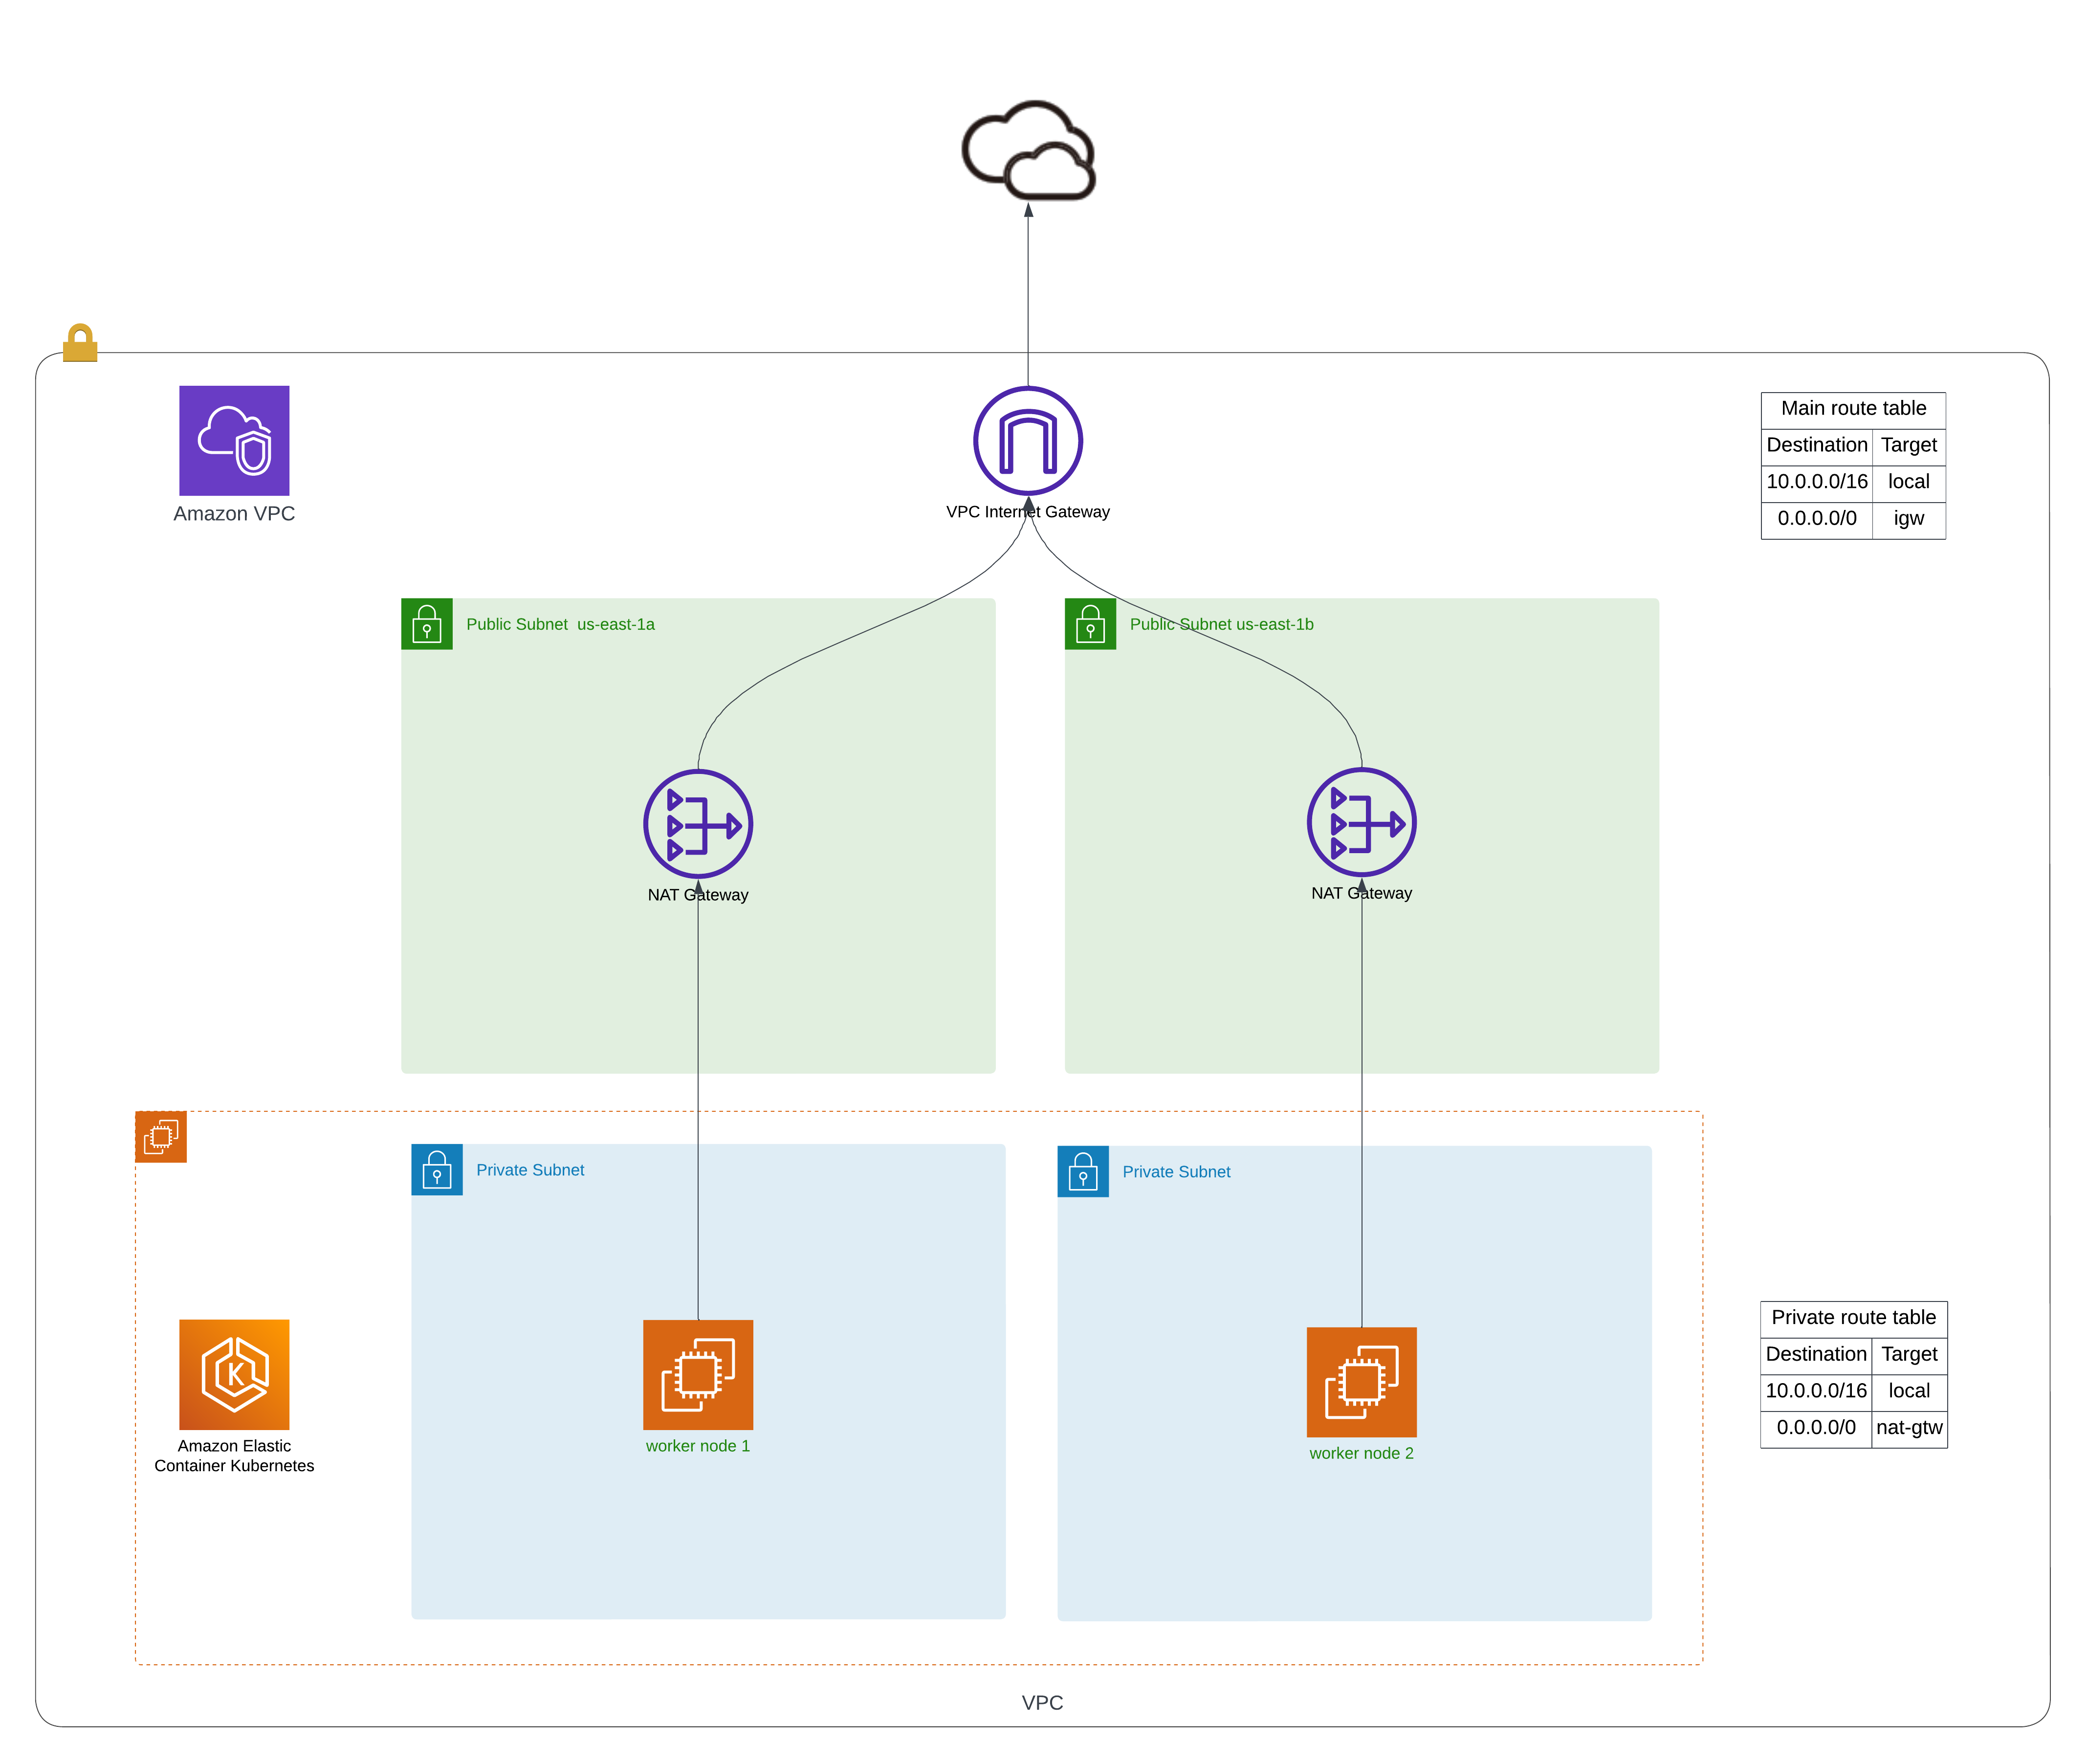 Amazon VPC
VPC Internet Gateway
Main route table
Destination Target
10.0.0.0/16 local
0.0.0.0/0 igw
Public Subnet  us-east-1a
Public Subnet us-east-1b
NAT Gateway
NAT Gateway
Private Subnet
Private Subnet
Amazon Elastic
Container Kubernetes
worker node 1
worker node 2
Private route table
Destination Target
10.0.0.0/16 local
0.0.0.0/0 nat-gtw
VPC